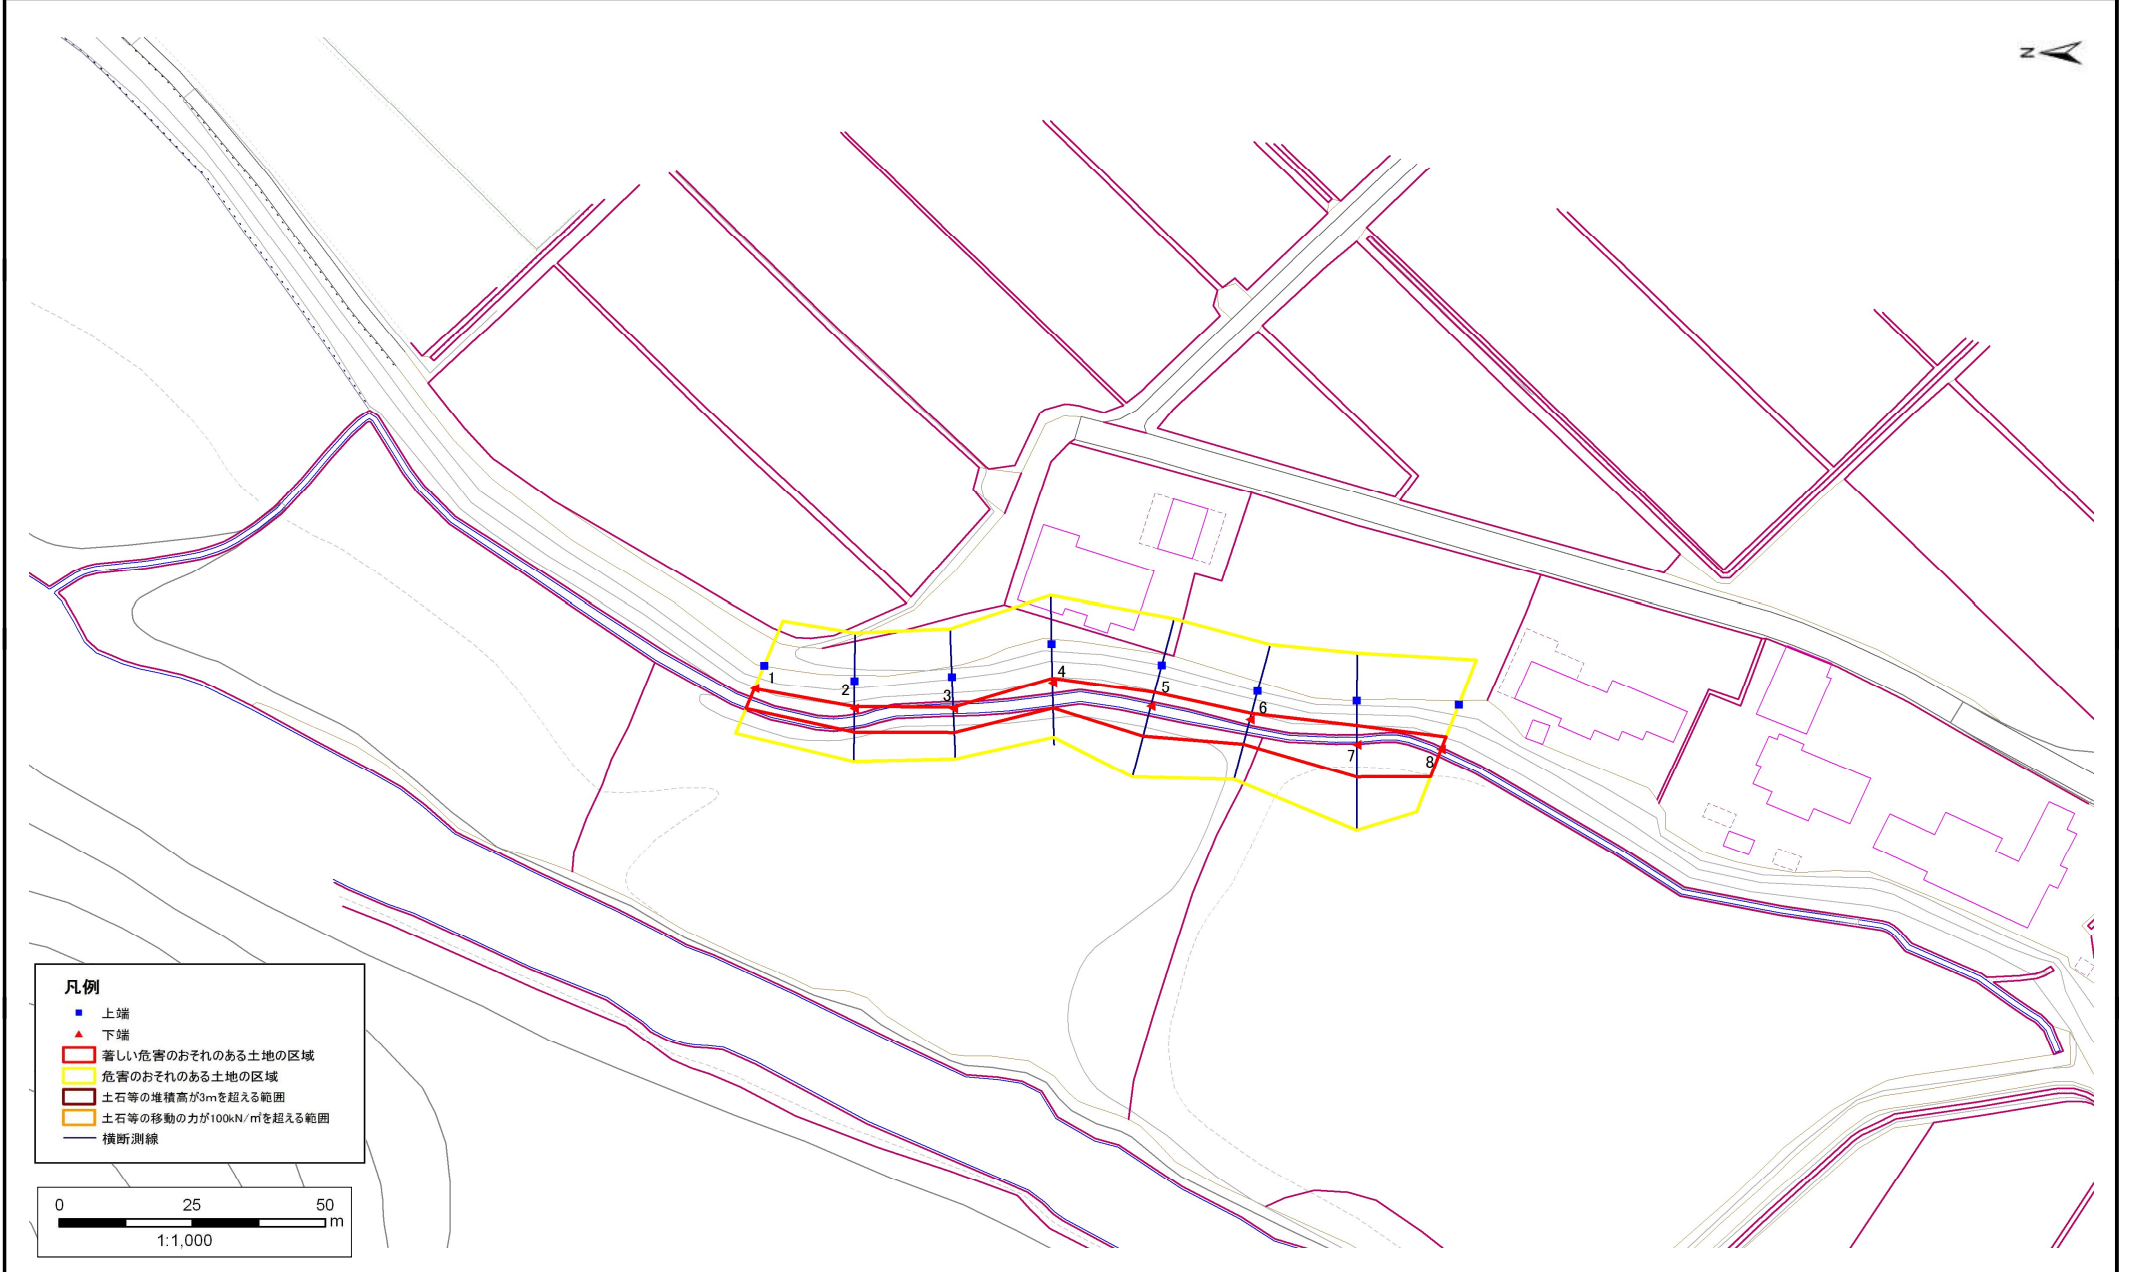 N
1
2
3
4
5
6
7
8
凡例
上端
下端
著しい危害のおそれのある土地の区域
危害のおそれのある土地の区域
土石等の堆積高が3mを超える範囲
土石等の移動の力が100kN/㎡を超える範囲
横断測線
0 25 50
m
1:1,000